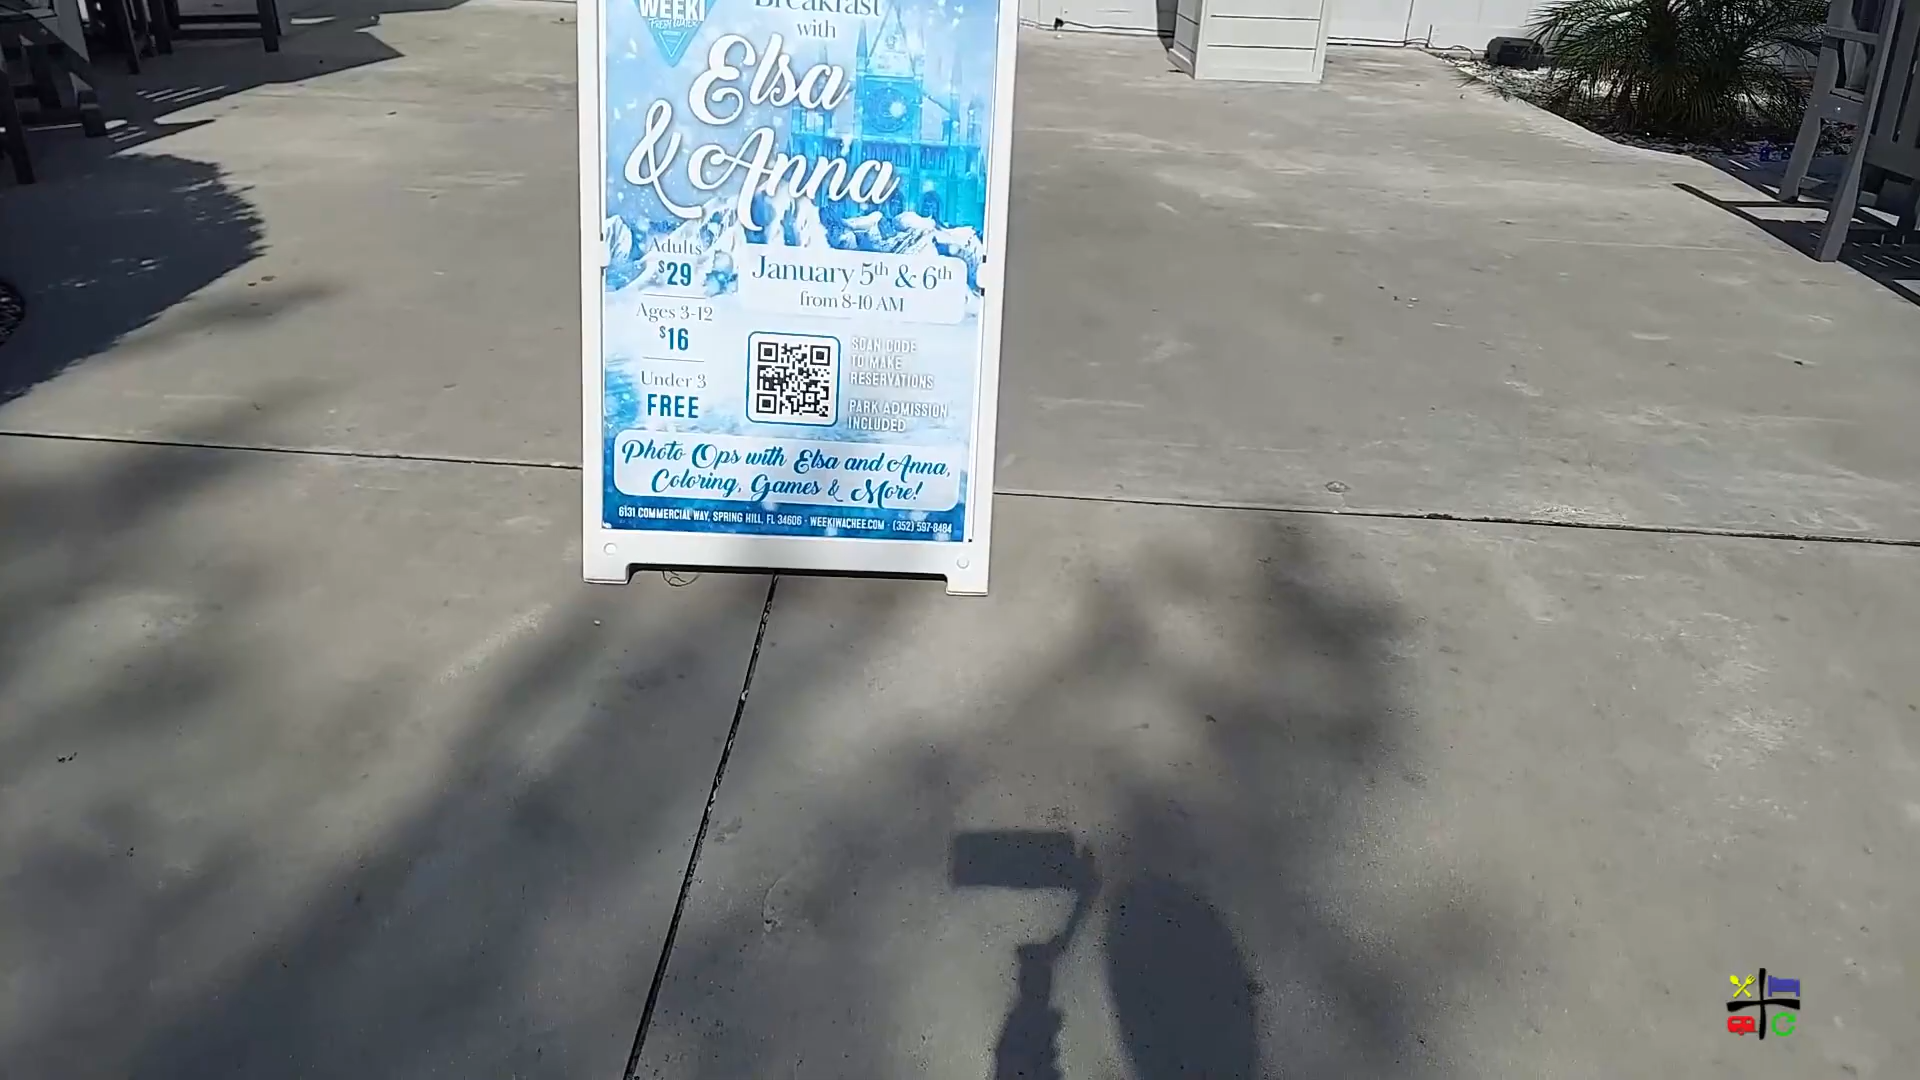 WEEKI
FRESH WATER
Breakfast
with
Elsa
& Anna
Adults
$29
Ages 3-12
$16
Under 3
FREE
January 5th & 6th
from 8-10 AM
SCAN CODE
TO MAKE
RESERVATIONS
PARK ADMISSION
INCLUDED
Photo Ops with Elsa and Anna,
Coloring, Games & More!
6131 COMMERCIAL WAY, SPRING HILL, FL 34606 · WEEKIWACHEE.COM · (352) 597-8484